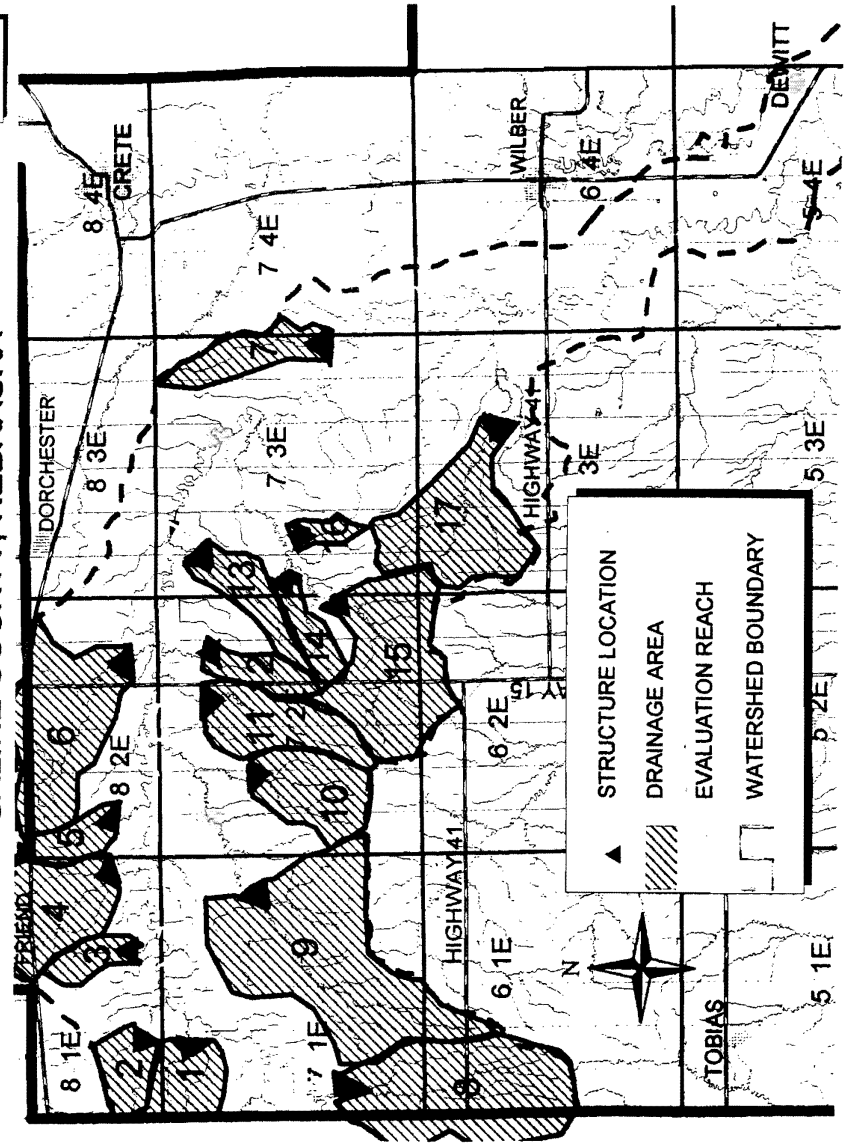 FRIEND
DORCHESTER
CRETE
8 1E
8 2E
8 3E
8 4E
1
2
3
4
5
6
7 1E
7 3E
7 4E
7
8
9
10
11
12
13
14
15
16
17
HIGHWAY 41
HIGHWAY 41
WILBER
6 1E
6 2E
3E
6 4E
TOBIAS
DEWITT
5 1E
5 2E
5 3E
5 4E
N
STRUCTURE LOCATION
DRAINAGE AREA
EVALUATION REACH
WATERSHED BOUNDARY